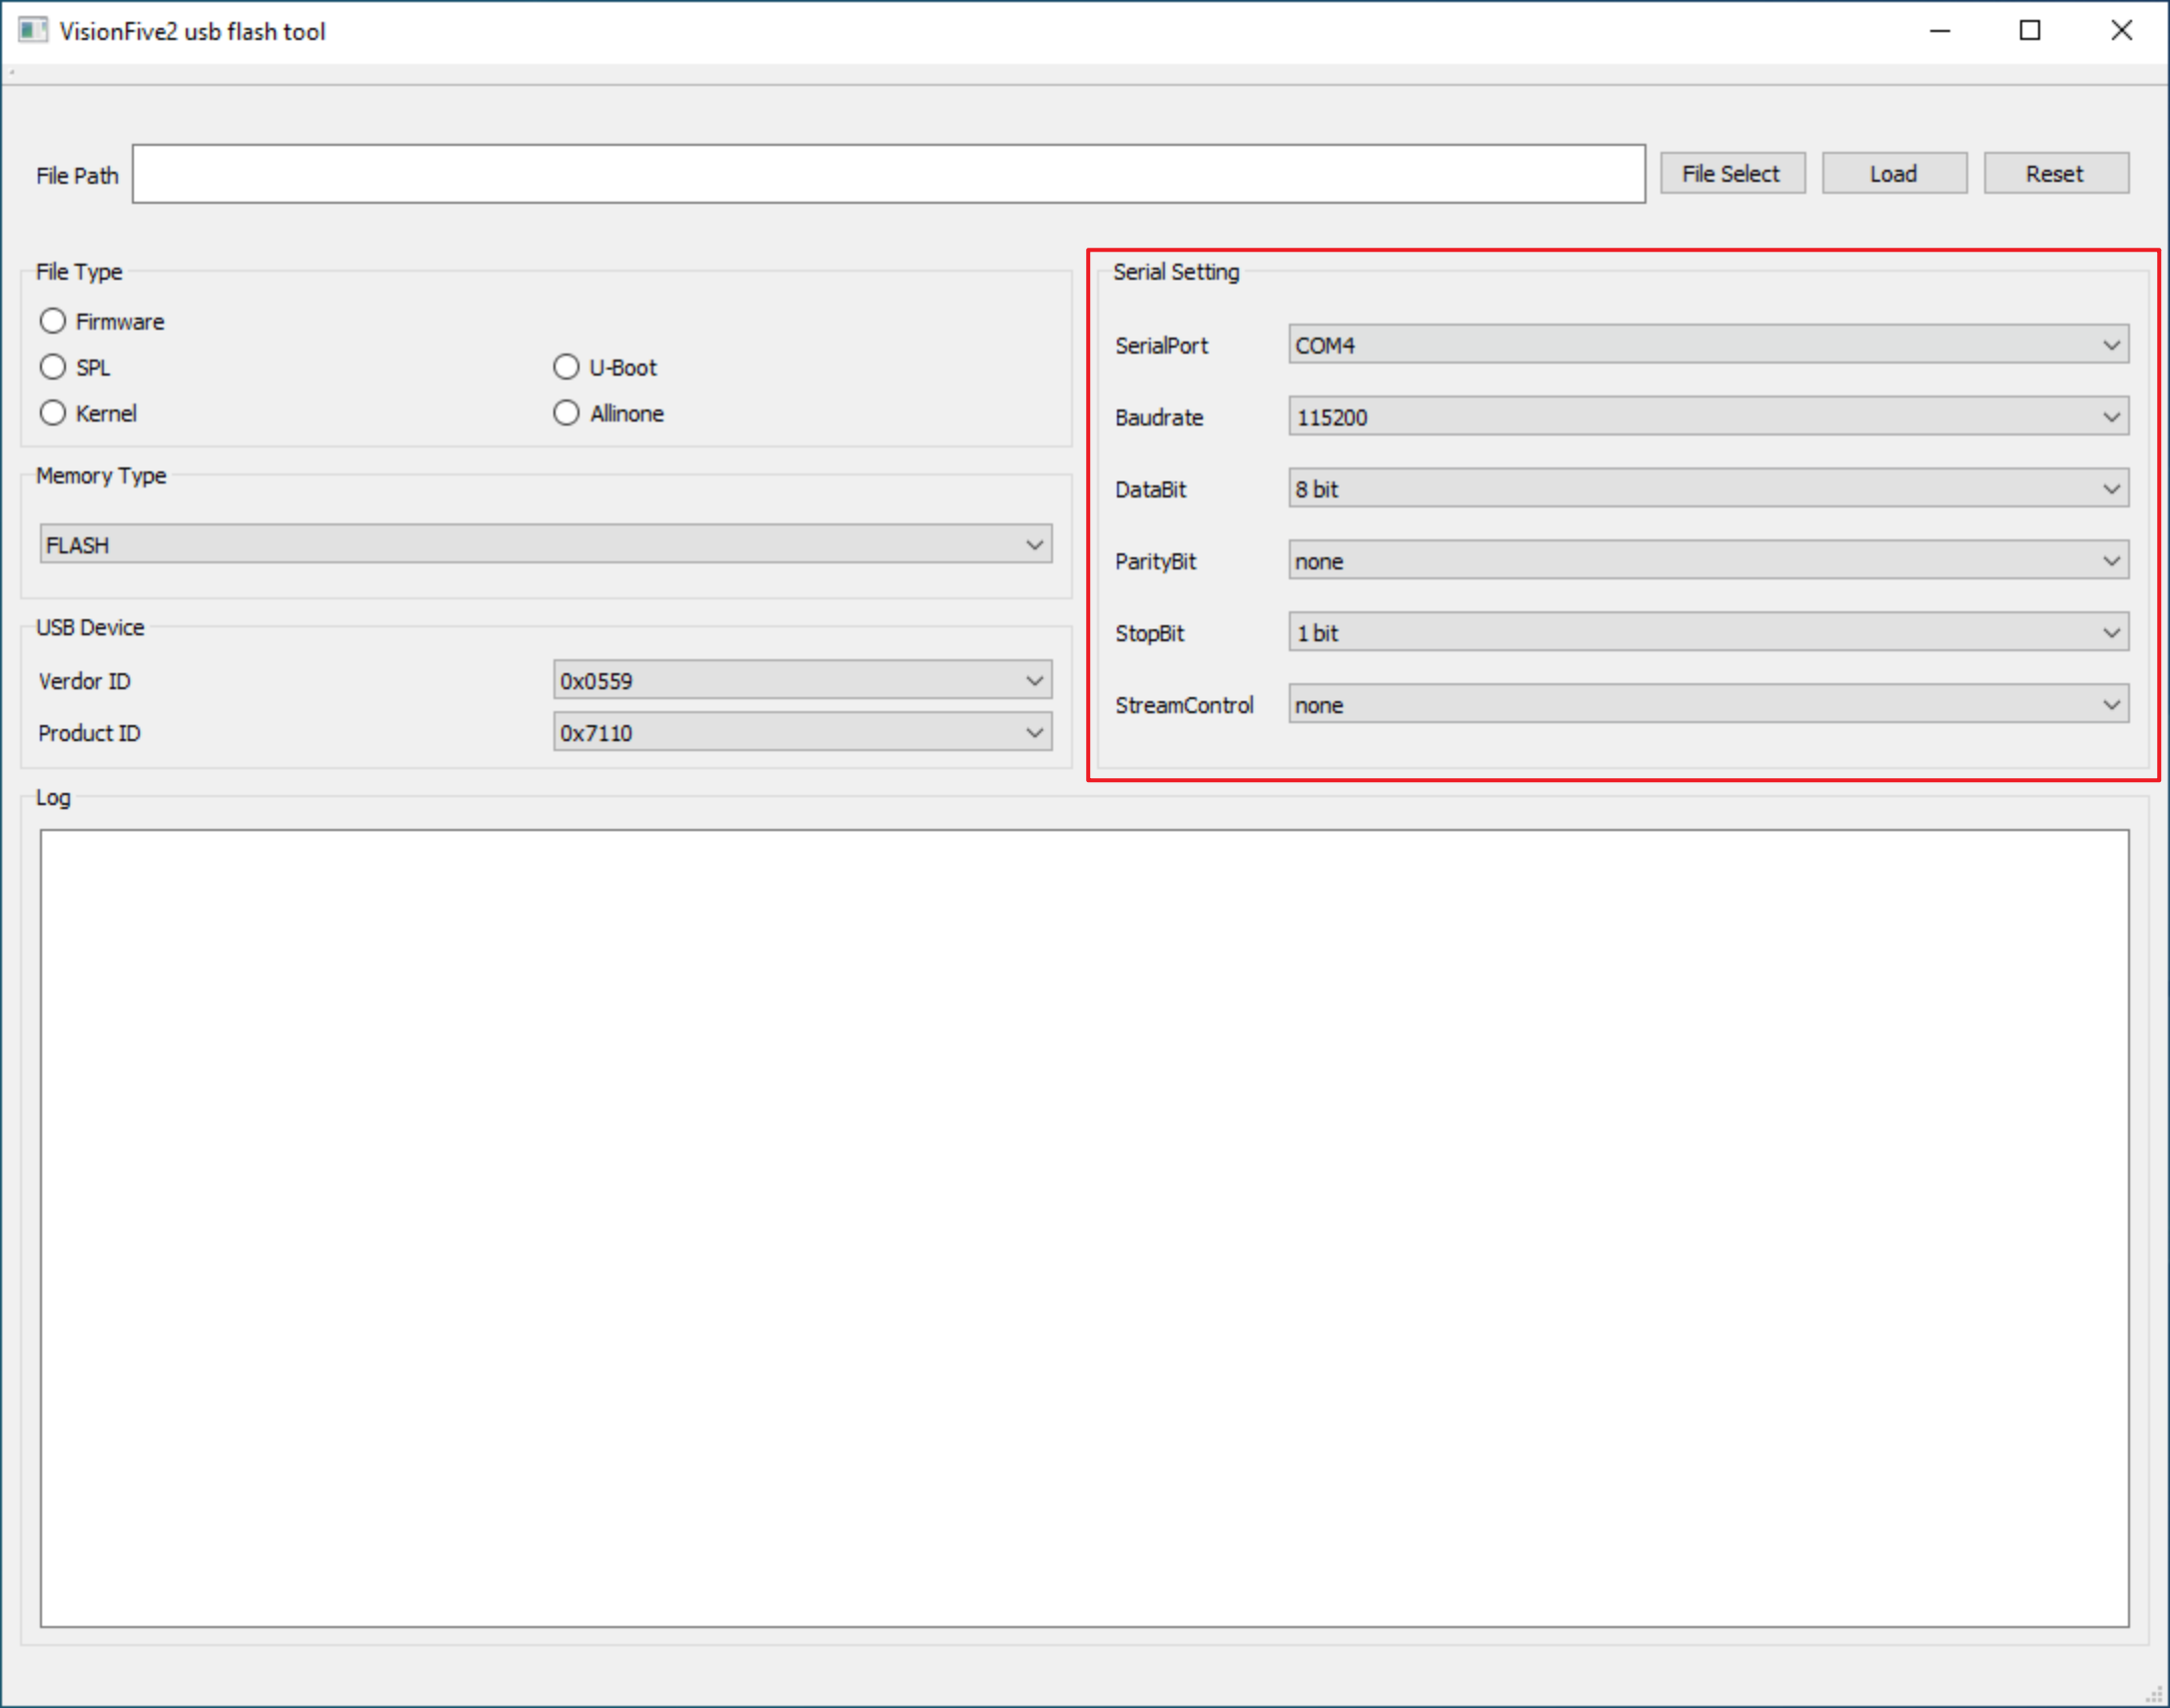 VisionFive2 usb flash tool
File Path
File Select
Load
Reset
File Type
Firmware
SPL
U-Boot
Kernel
Allinone
Memory Type
FLASH
USB Device
Verdor ID
0x0559
Product ID
0x7110
Serial Setting
SerialPort
COM4
Baudrate
115200
DataBit
8 bit
ParityBit
none
StopBit
1 bit
StreamControl
none
Log